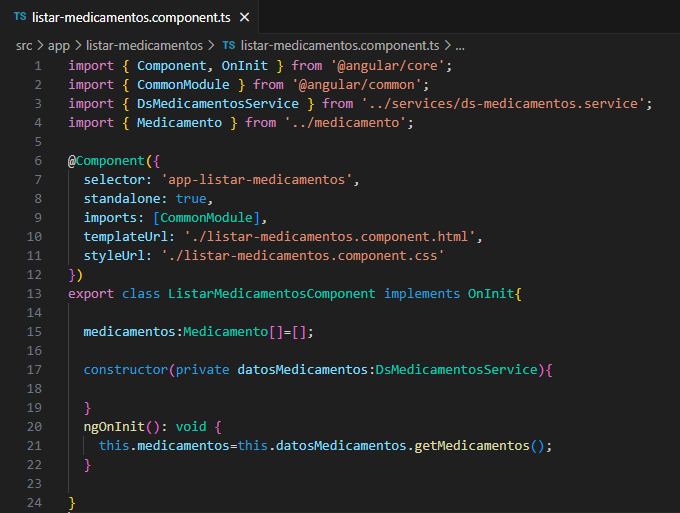 TS listar-medicamentos.component.ts ×
src > app > listar-medicamentos > TS listar-medicamentos.component.ts > ...
1 import { Component, OnInit } from '@angular/core';
2 import { CommonModule } from '@angular/common';
3 import { DsMedicamentosService } from '../services/ds-medicamentos.service';
4 import { Medicamento } from '../medicamento';
5
6 @Component({
7   selector: 'app-listar-medicamentos',
8   standalone: true,
9   imports: [CommonModule],
10   templateUrl: './listar-medicamentos.component.html',
11   styleUrl: './listar-medicamentos.component.css'
12 })
13 export class ListarMedicamentosComponent implements OnInit{
14
15   medicamentos:Medicamento[]=[];
16
17   constructor(private datosMedicamentos:DsMedicamentosService){
18
19   }
20   ngOnInit(): void {
21     this.medicamentos=this.datosMedicamentos.getMedicamentos();
22   }
23
24 }